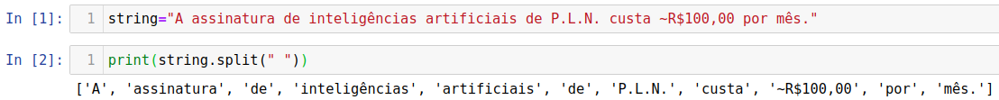 In [1]: 1 string="A assinatura de inteligências artificiais de P.L.N. custa ~R$100,00 por mês."
In [2]: 1 print(string.split(" "))
['A', 'assinatura', 'de', 'inteligências', 'artificiais', 'de', 'P.L.N.', 'custa', '~R$100,00', 'por', 'mês.']